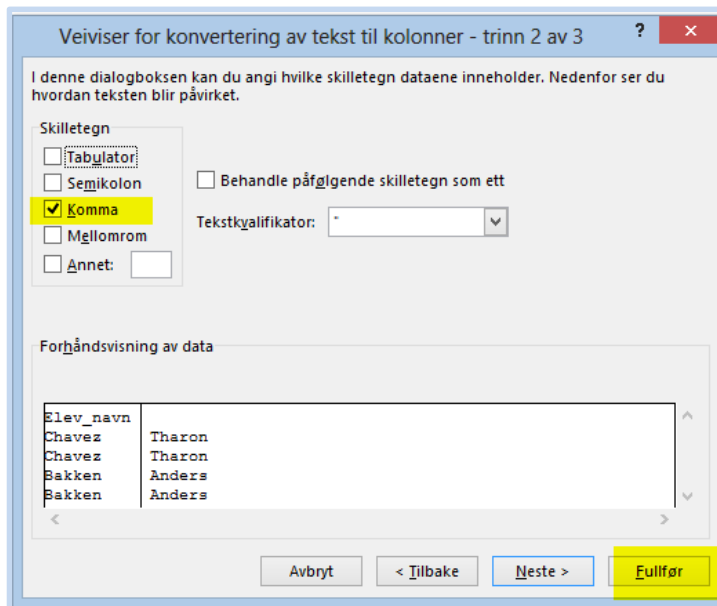 Veiviser for konvertering av tekst til kolonner - trinn 2 av 3
?
×
I denne dialogboksen kan du angi hvilke skilletegn dataene inneholder. Nedenfor ser du
hvordan teksten blir påvirket.
Skilletegn
Tabulator
Semikolon
Komma
Mellomrom
Annet:
Behandle påfølgende skilletegn som ett
Tekstkvalifikator: "
Forhåndsvisning av data
Elev_navn
Chavez Tharon
Chavez Tharon
Bakken Anders
Bakken Anders
Avbryt < Tilbake Neste > Fullfør